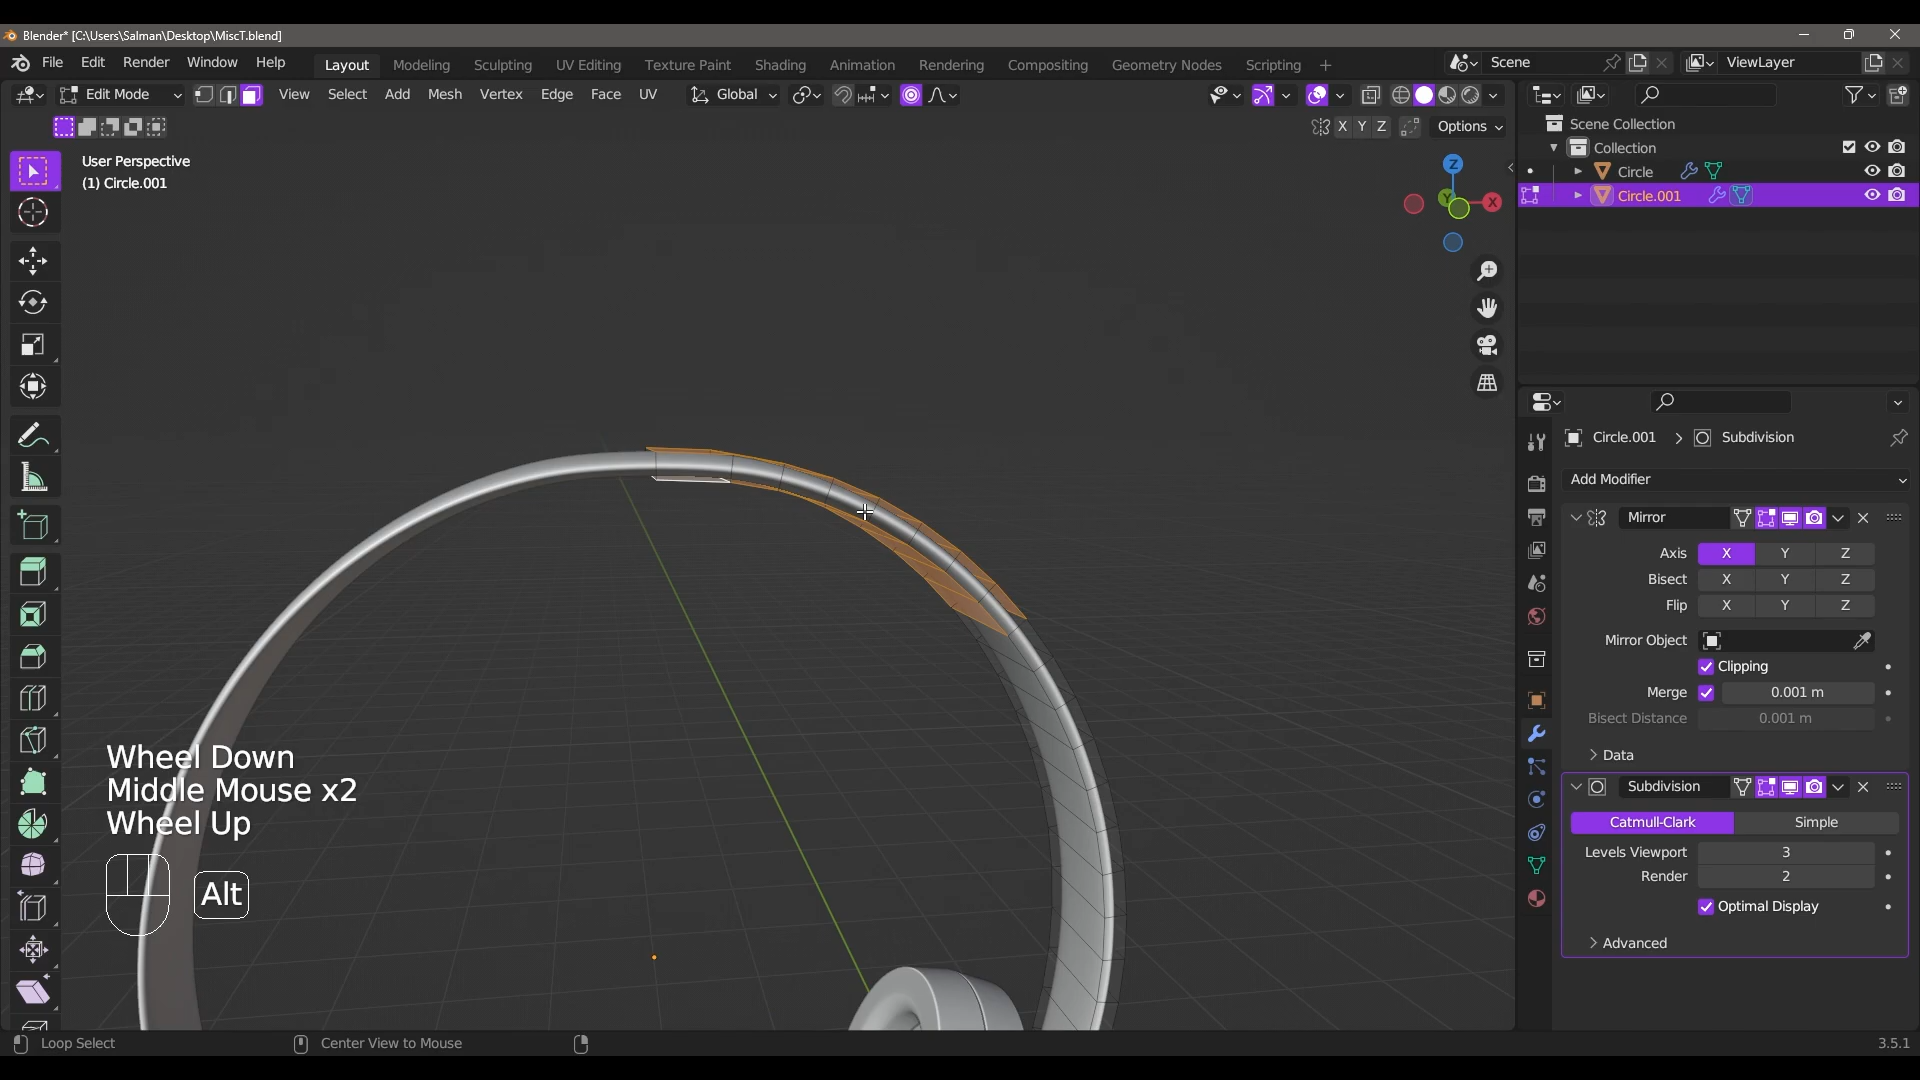 Blender* [C:\Users\Salman\Desktop\MiscT.blend]
File Edit Render Window Help Layout Modeling Sculpting UV Editing Texture Paint Shading Animation Rendering Compositing Geometry Nodes Scripting + Scene ViewLayer
Edit Mode View Select Add Mesh Vertex Edge Face UV Global
X Y Z Options
User Perspective
(1) Circle.001
Z
Y
X
Scene Collection
Collection
Circle
Circle.001
Circle.001 Subdivision
Add Modifier
Mirror
Axis X Y Z
Bisect X Y Z
Flip X Y Z
Mirror Object
Clipping
Merge 0.001 m
Bisect Distance 0.001 m
Data
Subdivision
Catmull-Clark Simple
Levels Viewport 3
Render 2
Optimal Display
Advanced
Wheel Down
Middle Mouse x2
Wheel Up
Alt
Loop Select Center View to Mouse 3.5.1